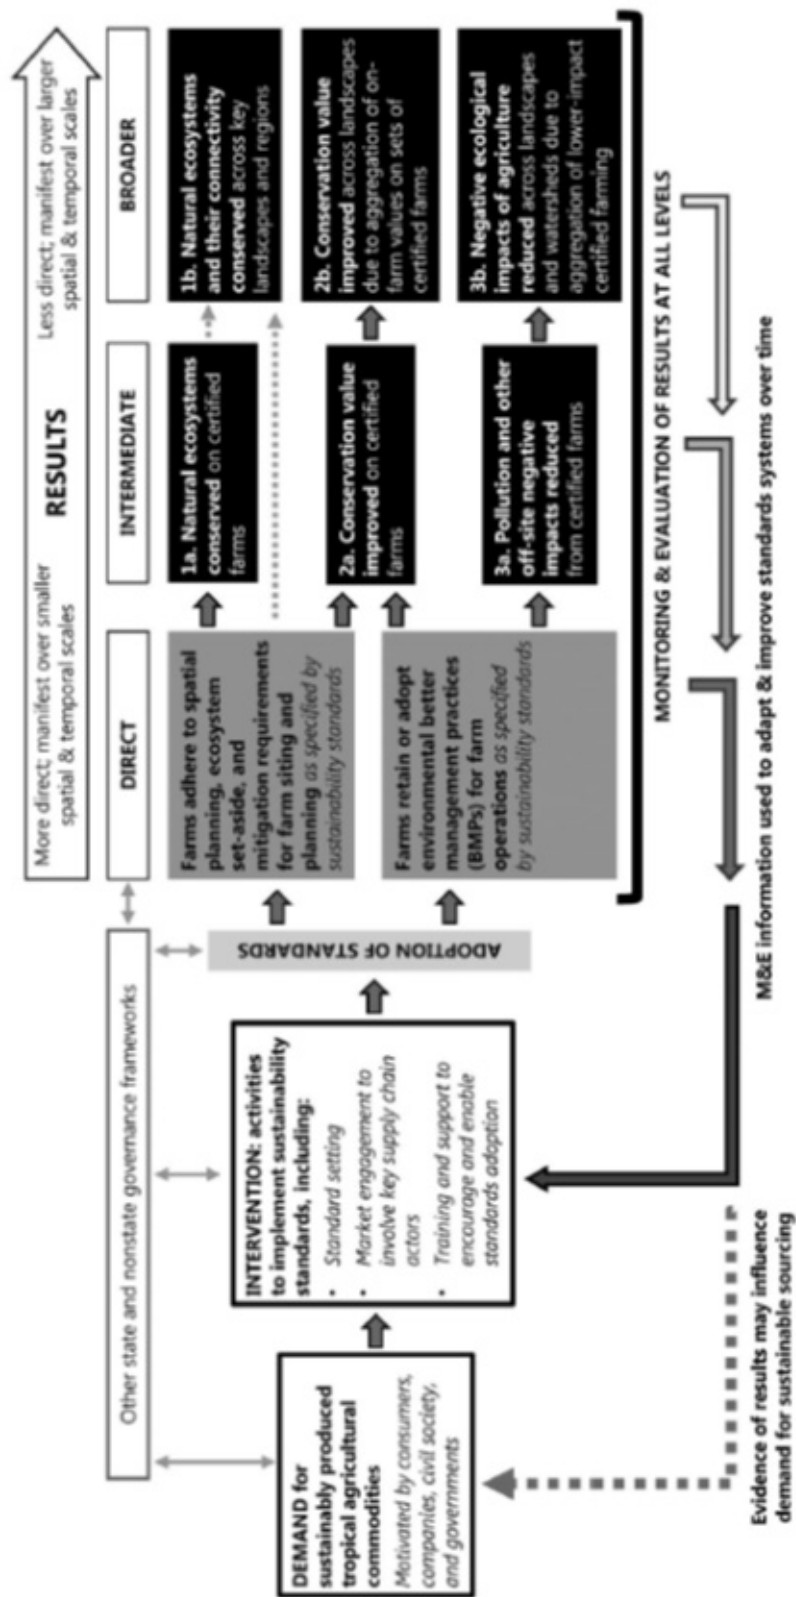 More direct; manifest over smaller
spatial & temporal scales
RESULTS
Less direct; manifest over larger
spatial & temporal scales
Other state and nonstate governance frameworks
DIRECT
INTERMEDIATE
BROADER
DEMAND for
sustainably produced
tropical agricultural
commodities
Motivated by consumers,
companies, civil society,
and governments
INTERVENTION: activities
to implement sustainability
standards, including:
• Standard setting
• Market engagement to
involve key supply chain
actors
• Training and support to
encourage and enable
standards adoption
ADOPTION OF STANDARDS
Farms adhere to spatial
planning, ecosystem
set-aside, and
mitigation requirements
for farm siting and
planning as specified by
sustainability standards
Farms retain or adopt
environmental better
management practices
(BMPs) for farm
operations as specified
by sustainability standards
1a. Natural ecosystems
conserved on certified
farms
2a. Conservation value
improved on certified
farms
3a. Pollution and other
off-site negative
impacts reduced
from certified farms
1b. Natural ecosystems
and their connectivity
conserved across key
landscapes and regions
2b. Conservation value
improved across landscapes
due to aggregation of on-
farm values on sets of
certified farms
3b. Negative ecological
impacts of agriculture
reduced across landscapes
and watersheds due to
aggregation of lower-impact
certified farming
MONITORING & EVALUATION OF RESULTS AT ALL LEVELS
M&E information used to adapt & improve standards systems over time
Evidence of results may influence
demand for sustainable sourcing